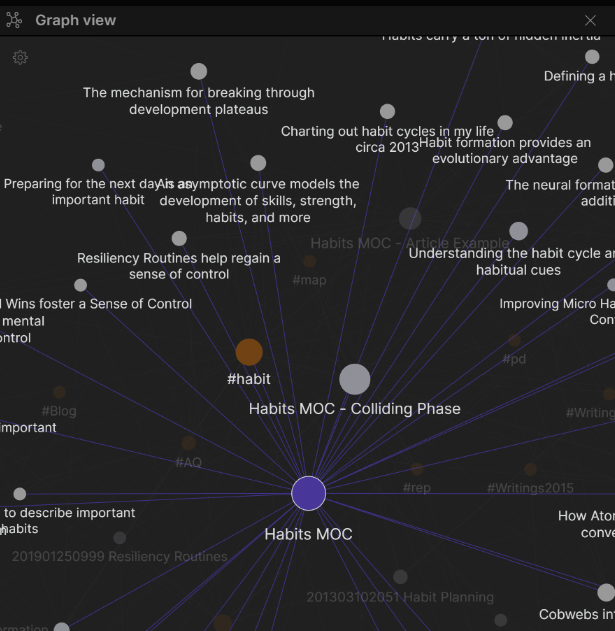 Graph view
Habits carry a ton of hidden inertia
Defining a h
The mechanism for breaking through
development plateaus
Charting out habit cycles in my life
circa 2013
Habit formation provides an
evolutionary advantage
Preparing for the next day is an
important habit
An asymptotic curve models the
development of skills, strength,
habits, and more
The neural format
additi
Habits MOC - Article Example
Resiliency Routines help regain a
sense of control
Understanding the habit cycle an
habitual cues
#map
l Wins foster a Sense of Control
mental
ontrol
Improving Micro Ha
Con
#habit
#pd
Habits MOC - Colliding Phase
#Blog
#Writing
important
#AQ
#rep
#Writings2015
to describe important
habits
How Ator
conve
Habits MOC
201901250999 Resiliency Routines
201303102051 Habit Planning
Cobwebs int
ormation